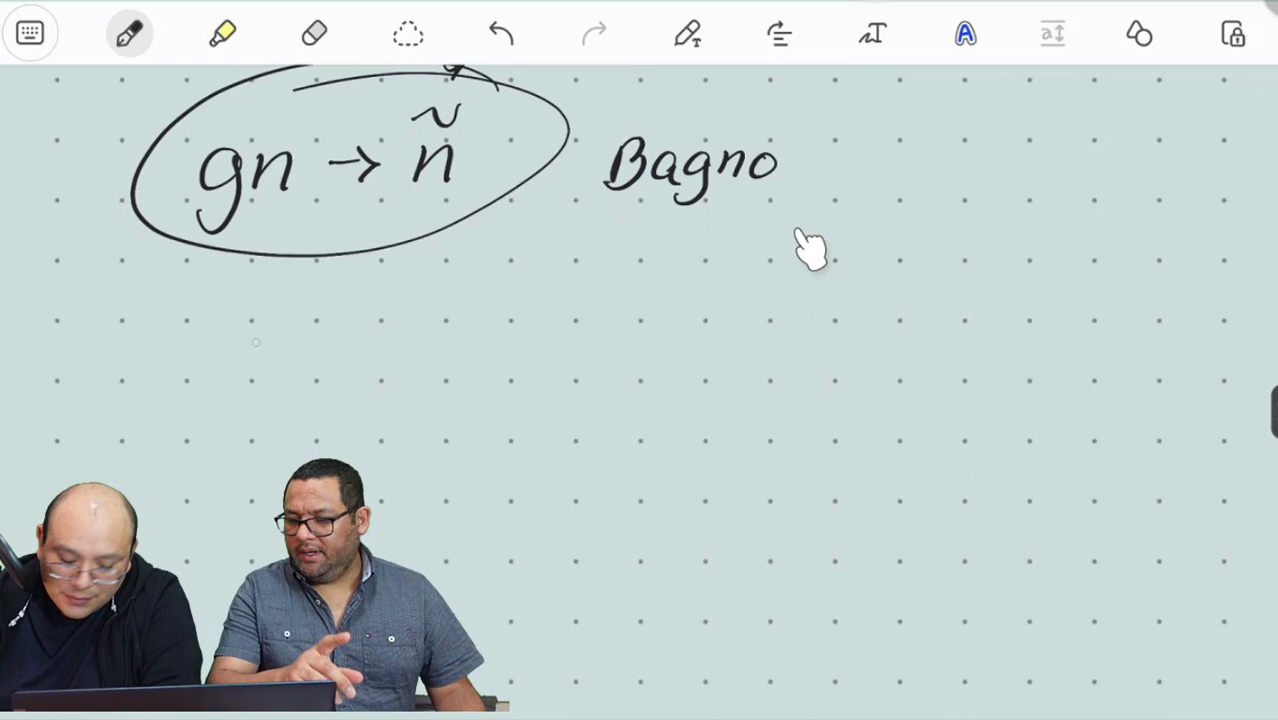 gn → ñ Bagno